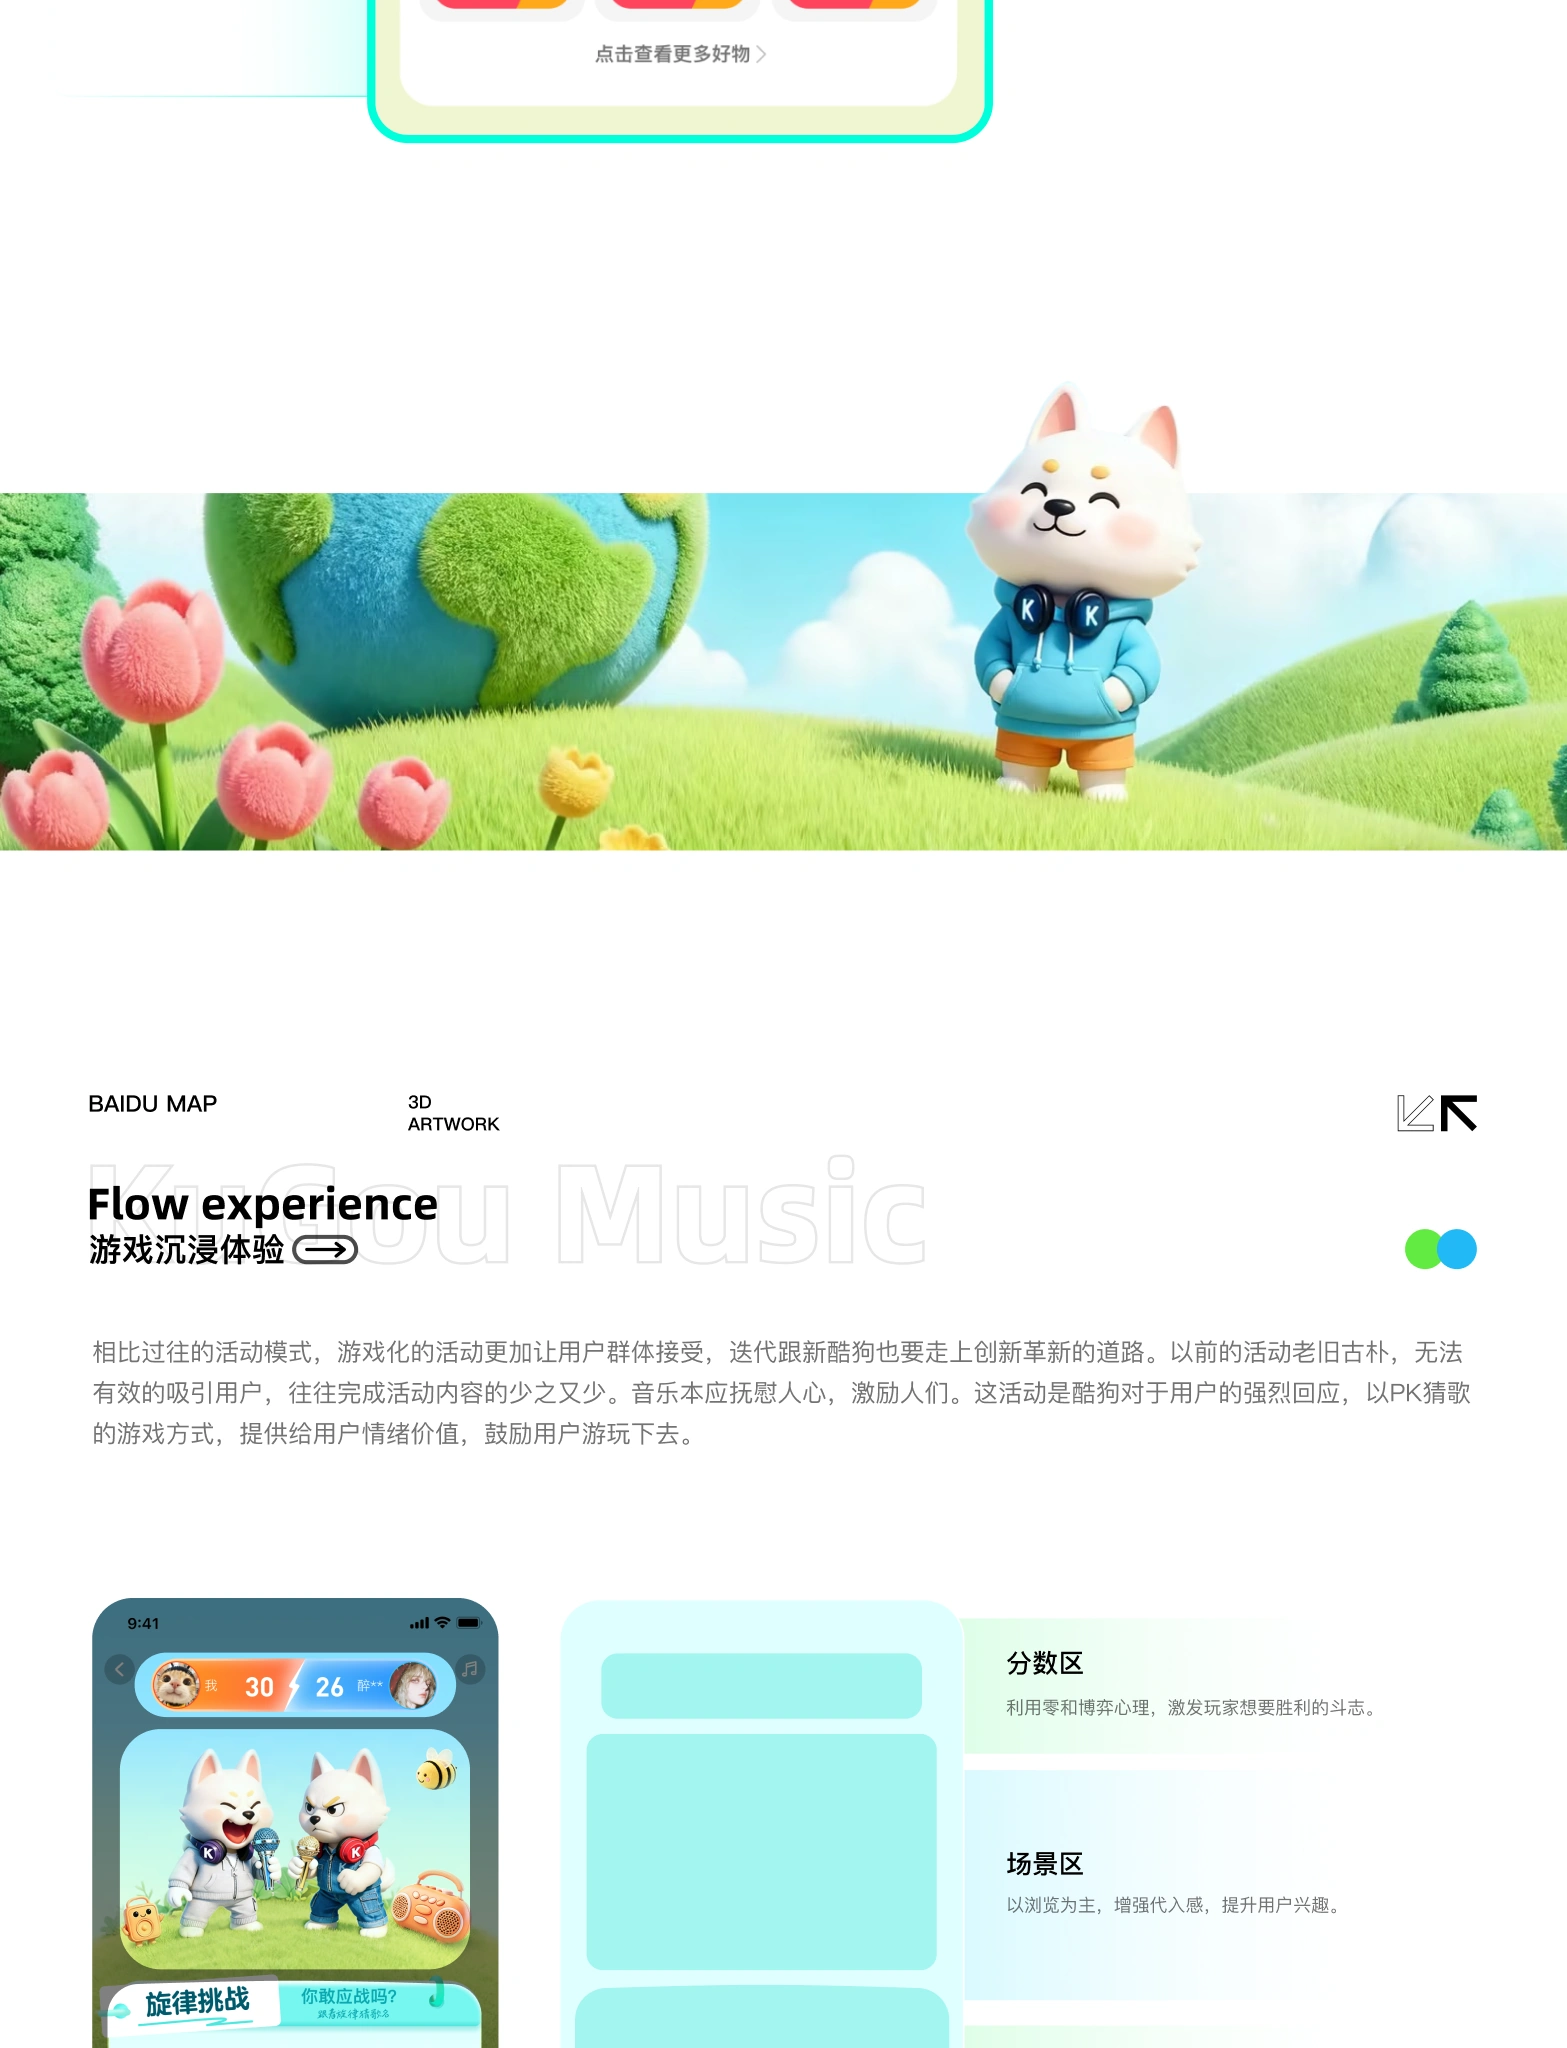 点击查看更多好物
K K
BAIDU MAP
3D
ARTWORK
KuGou Music
Flow experience
游戏沉浸体验
相比过往的活动模式，游戏化的活动更加让用户群体接受，迭代跟新酷狗也要走上创新革新的道路。以前的活动老旧古朴，无法
有效的吸引用户，往往完成活动内容的少之又少。音乐本应抚慰人心，激励人们。这活动是酷狗对于用户的强烈回应，以PK猜歌
的游戏方式，提供给用户情绪价值，鼓励用户游玩下去。
9:41
我 30 26 醉**
K K
旋律挑战
你敢应战吗?
跟着旋律猜歌名
分数区
利用零和博弈心理，激发玩家想要胜利的斗志。
场景区
以浏览为主，增强代入感，提升用户兴趣。